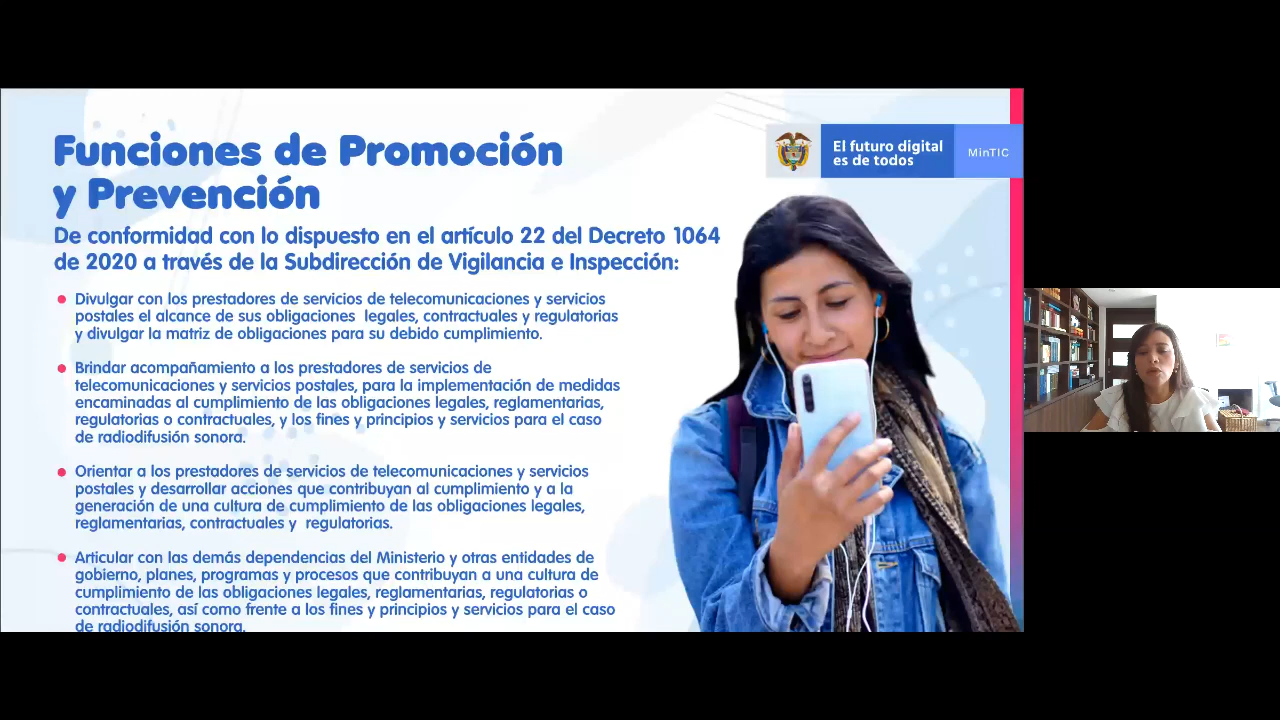 Funciones de Promoción
y Prevención
El futuro digital
es de todos
MinTIC
De conformidad con lo dispuesto en el artículo 22 del Decreto 1064
de 2020 a través de la Subdirección de Vigilancia e Inspección:
Divulgar con los prestadores de servicios de telecomunicaciones y servicios
postales el alcance de sus obligaciones legales, contractuales y regulatorias
y divulgar la matriz de obligaciones para su debido cumplimiento.
Brindar acompañamiento a los prestadores de servicios de
telecomunicaciones y servicios postales, para la implementación de medidas
encaminadas al cumplimiento de las obligaciones legales, reglamentarias,
regulatorias o contractuales, y los fines y principios y servicios para el caso
de radiodifusión sonora.
Orientar a los prestadores de servicios de telecomunicaciones y servicios
postales y desarrollar acciones que contribuyan al cumplimiento y a la
generación de una cultura de cumplimiento de las obligaciones legales,
reglamentarias, contractuales y regulatorias.
Articular con las demás dependencias del Ministerio y otras entidades de
gobierno, planes, programas y procesos que contribuyan a una cultura de
cumplimiento de las obligaciones legales, reglamentarias, regulatorias o
contractuales, así como frente a los fines y principios y servicios para el caso
de radiodifusión sonora.